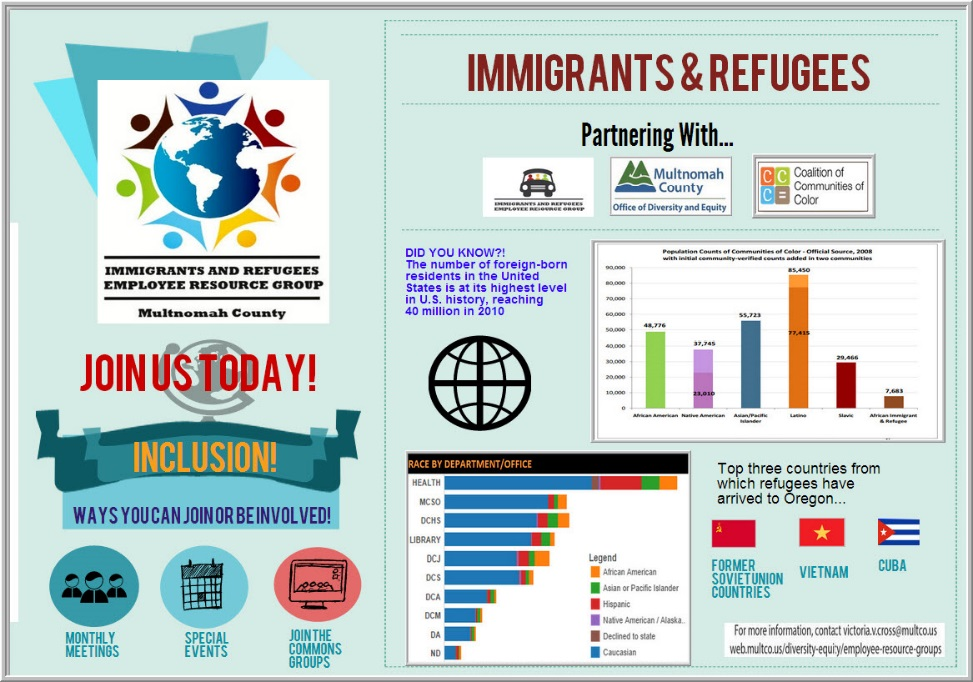 IMMIGRANTS AND REFUGEES
EMPLOYEE RESOURCE GROUP
Multnomah County
JOIN US TODAY!
INCLUSION!
WAYS YOU CAN JOIN OR BE INVOLVED!
MONTHLY
MEETINGS
SPECIAL
EVENTS
JOIN THE
COMMONS
GROUPS
IMMIGRANTS & REFUGEES
Partnering With...
IMMIGRANTS AND REFUGEES
EMPLOYEE RESOURCE GROUP
Multnomah
County
Office of Diversity and Equity
C C
C =
Coalition of
Communities of
Color
DID YOU KNOW?!
The number of foreign-born
residents in the United
States is at its highest level
in U.S. history, reaching
40 million in 2010
Population Counts of Communities of Color - Official Source, 2008
with initial community-verified counts added in two communities
90,000
80,000
70,000
60,000
50,000
40,000
30,000
20,000
10,000
0
48,776
37,745
23,010
55,723
85,450
77,415
29,466
7,683
African American
Native American
Asian/Pacific
Islander
Latino
Slavic
African Immigrant
& Refugee
RACE BY DEPARTMENT/OFFICE
HEALTH
MCSO
DCHS
LIBRARY
DCJ
DCS
DCA
DCM
DA
ND
Legend
African American
Asian or Pacific Islander
Hispanic
Native American / Alaska..
Declined to state
Caucasian
Top three countries from
which refugees have
arrived to Oregon...
FORMER
SOVIET UNION
COUNTRIES
VIETNAM
CUBA
For more information, contact victoria.v.cross@multco.us
web.multco.us/diversity-equity/employee-resource-groups